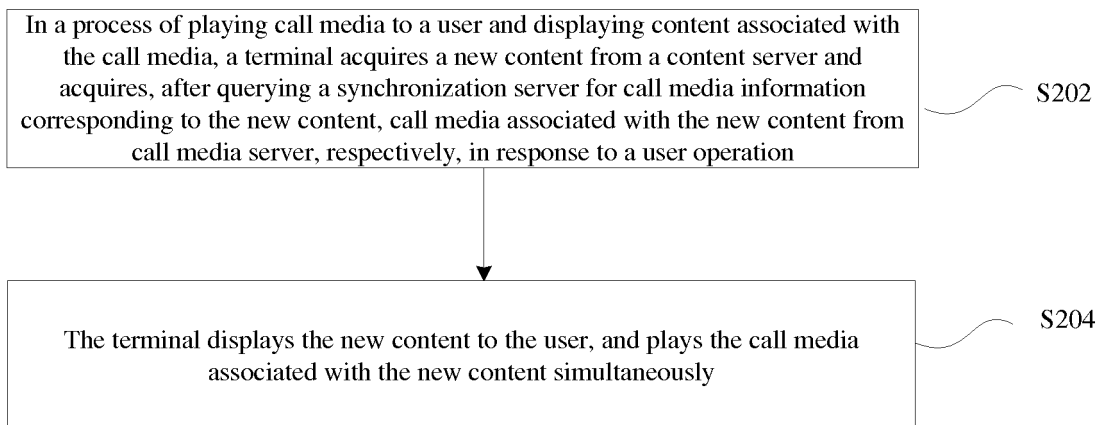 In a process of playing call media to a user and displaying content associated with
the call media, a terminal acquires a new content from a content server and
acquires, after querying a synchronization server for call media information
corresponding to the new content, call media associated with the new content from
call media server, respectively, in response to a user operation
S202
The terminal displays the new content to the user, and plays the call media
associated with the new content simultaneously
S204